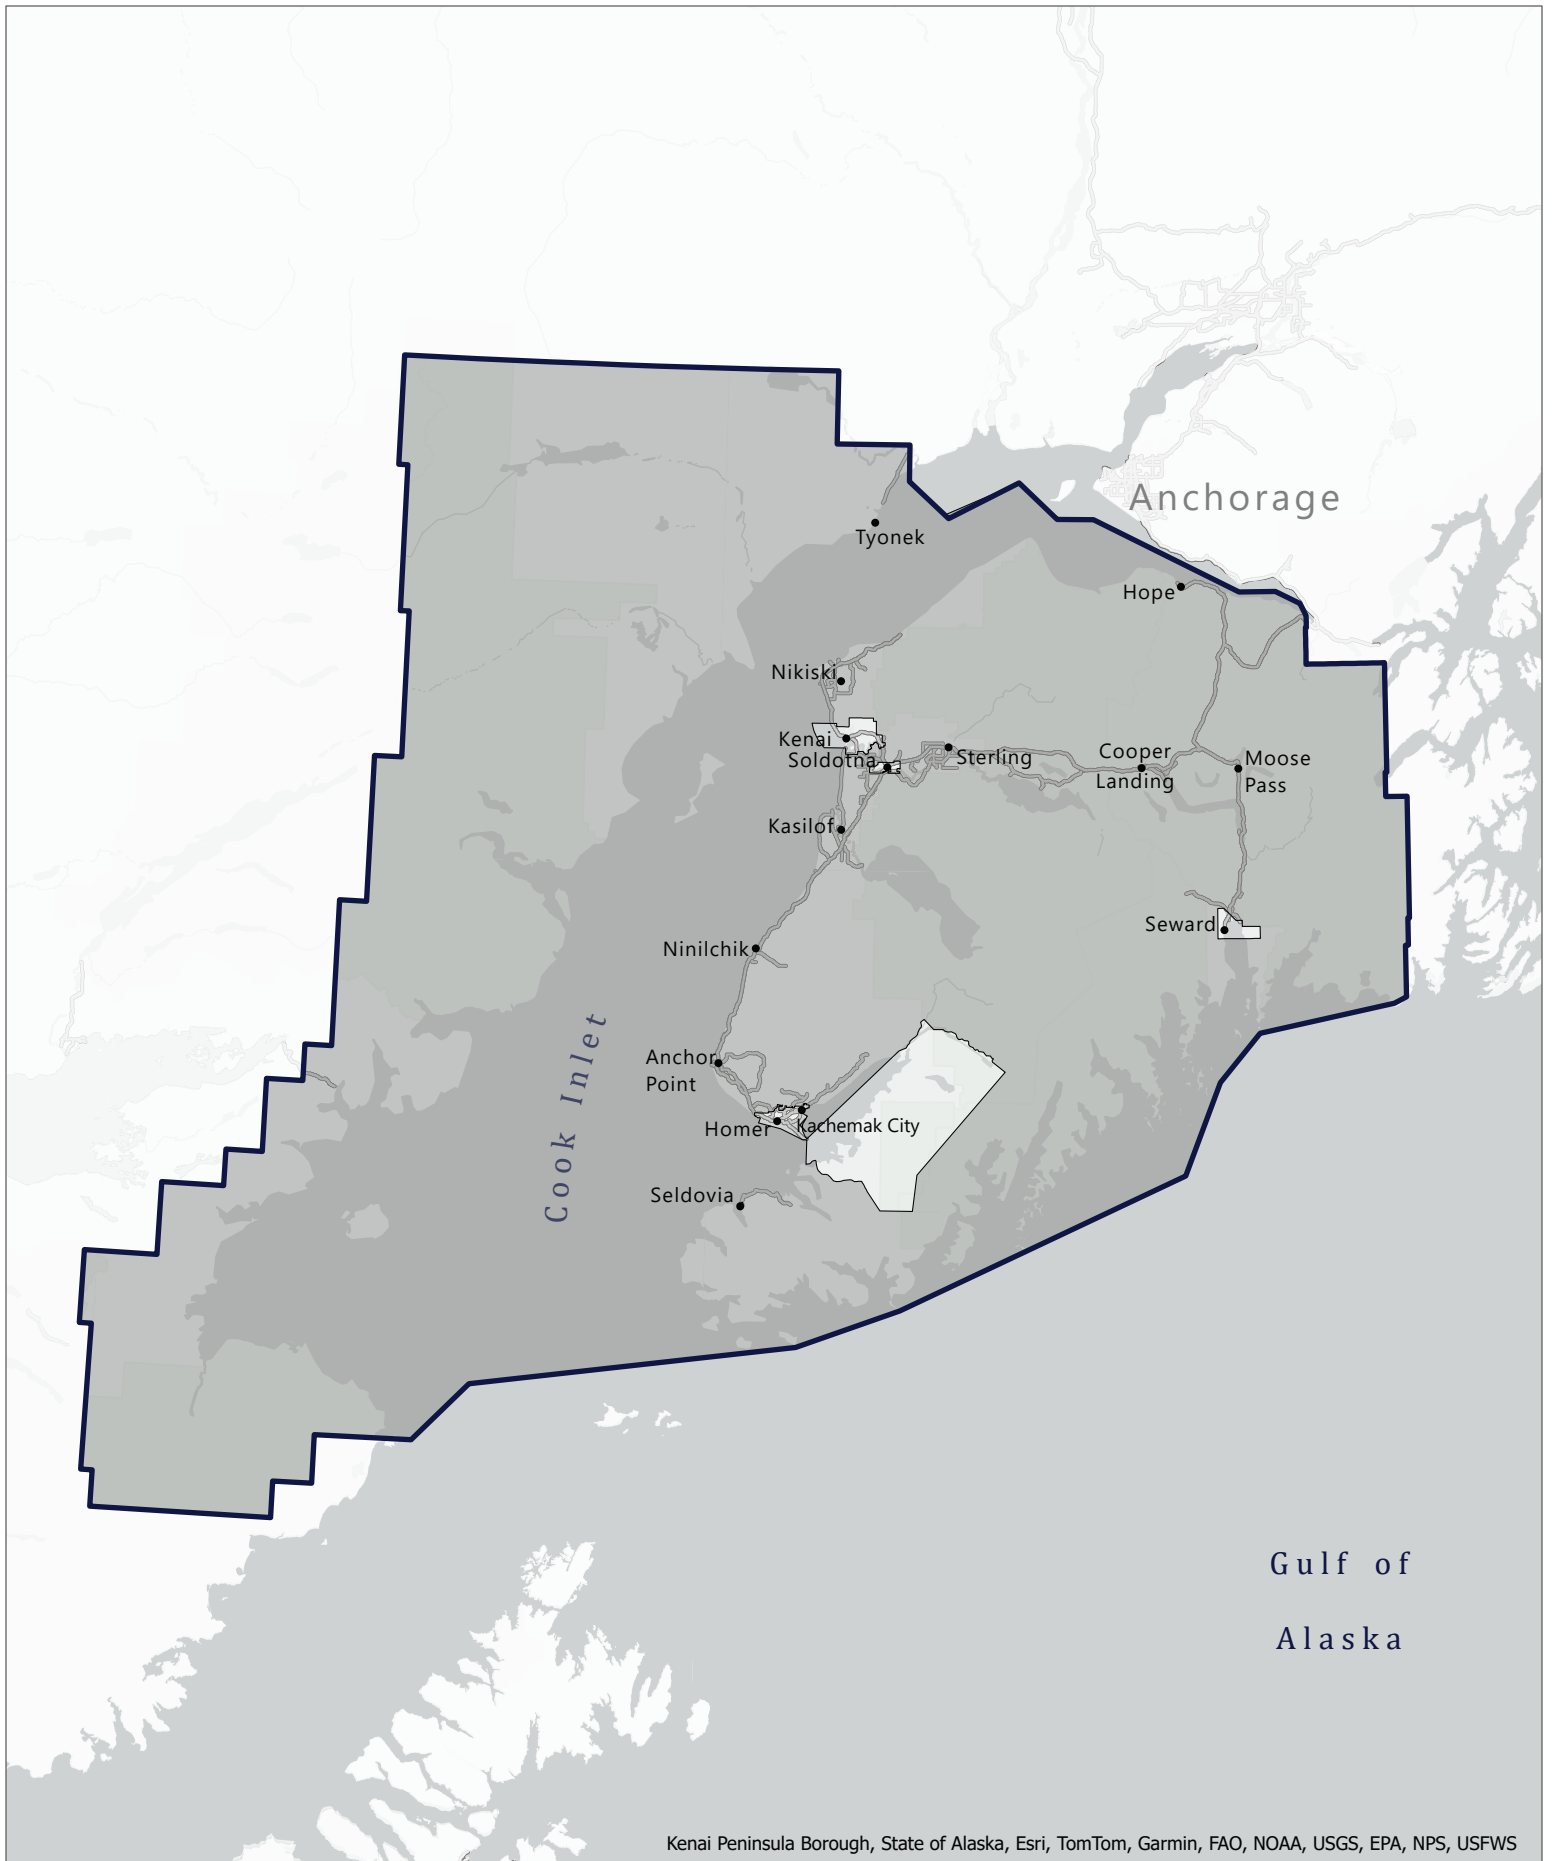 Anchorage
Tyonek
Hope
Nikiski
Kenai
Soldotna
Sterling
Cooper
Landing
Moose
Pass
Kasilof
Seward
Ninilchik
Cook Inlet
Anchor
Point
Homer
Kachemak City
Seldovia
Gulf of
Alaska
Kenai Peninsula Borough, State of Alaska, Esri, TomTom, Garmin, FAO, NOAA, USGS, EPA, NPS, USFWS